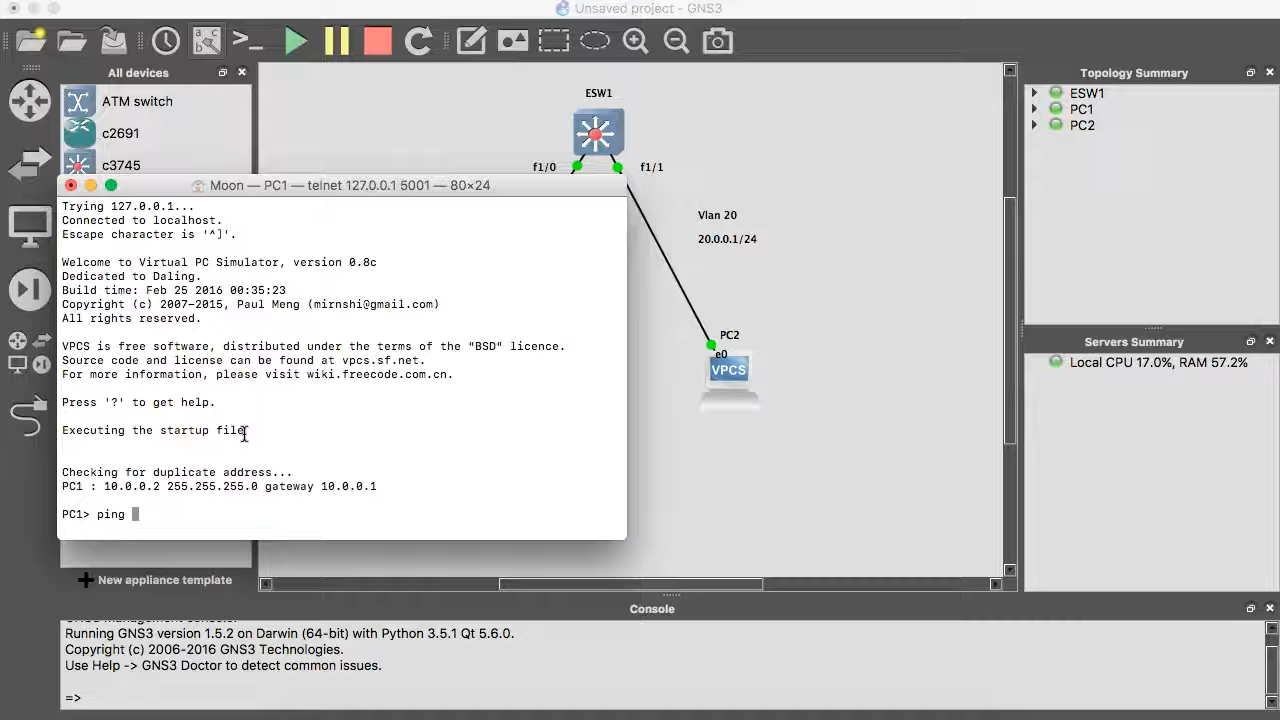 Unsaved project - GNS3
All devices
ATM switch
c2691
c3745
New appliance template
ESW1
f1/0
f1/1
Vlan 20
20.0.0.1/24
PC2
e0
VPCS
Moon — PC1 — telnet 127.0.0.1 5001 — 80×24
Trying 127.0.0.1...
Connected to localhost.
Escape character is '^]'.
Welcome to Virtual PC Simulator, version 0.8c
Dedicated to Daling.
Build time: Feb 25 2016 00:35:23
Copyright (c) 2007-2015, Paul Meng (mirnshi@gmail.com)
All rights reserved.
VPCS is free software, distributed under the terms of the "BSD" licence.
Source code and license can be found at vpcs.sf.net.
For more information, please visit wiki.freecode.com.cn.
Press '?' to get help.
Executing the startup file
Checking for duplicate address...
PC1 : 10.0.0.2 255.255.255.0 gateway 10.0.0.1
PC1> ping
Topology Summary
ESW1
PC1
PC2
Servers Summary
Local CPU 17.0%, RAM 57.2%
Console
Running GNS3 version 1.5.2 on Darwin (64-bit) with Python 3.5.1 Qt 5.6.0.
Copyright (c) 2006-2016 GNS3 Technologies.
Use Help -> GNS3 Doctor to detect common issues.
=>